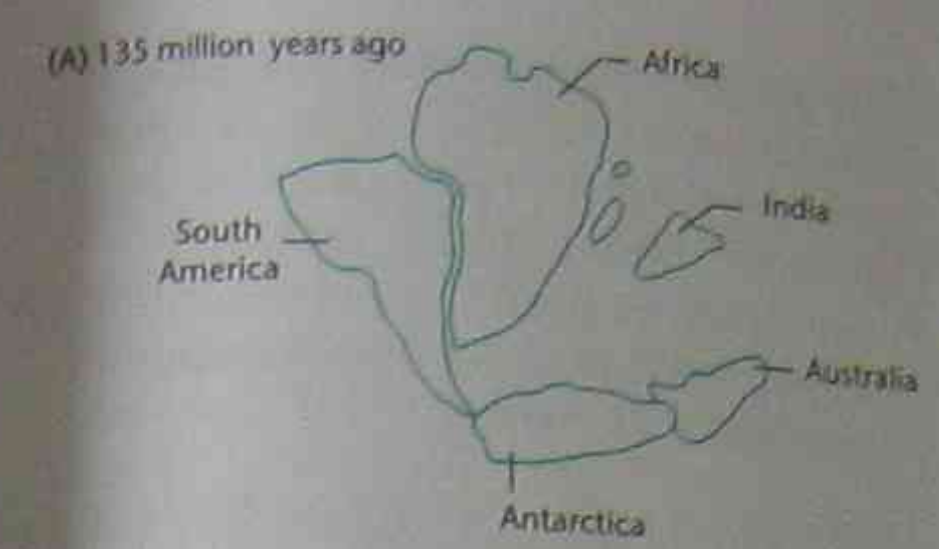 (A) 135 million years ago
Africa
India
South
America
Australia
Antarctica